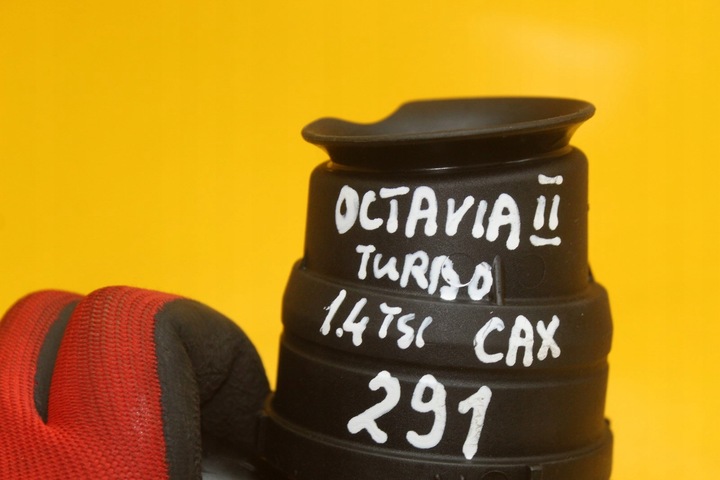 OCTAVIA II
TURBO
1.4 TSI CAX
291